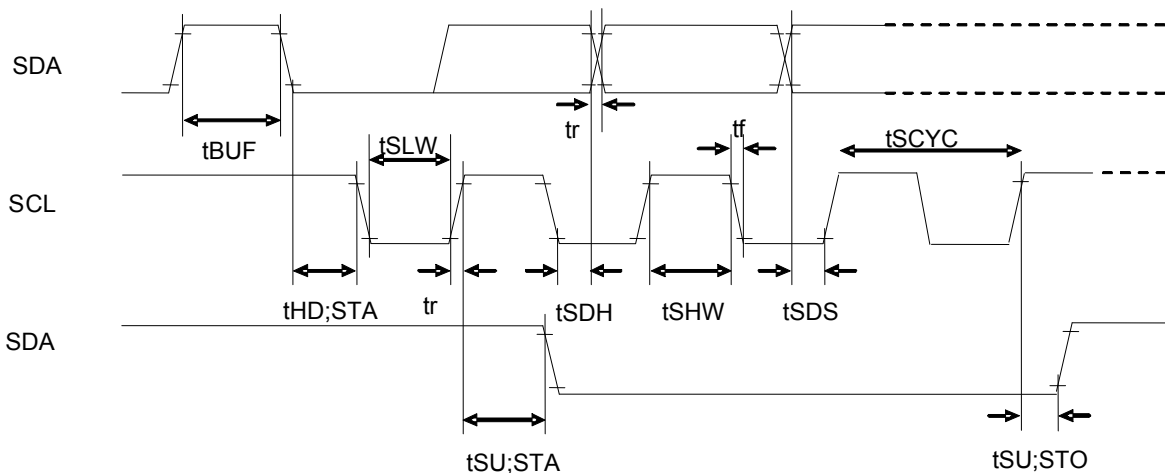 SDA
tBUF
tSLW
tr
tf
tSCYC
SCL
tHD;STA
tr
tSDH
tSHW
tSDS
SDA
tSU;STA
tSU;STO